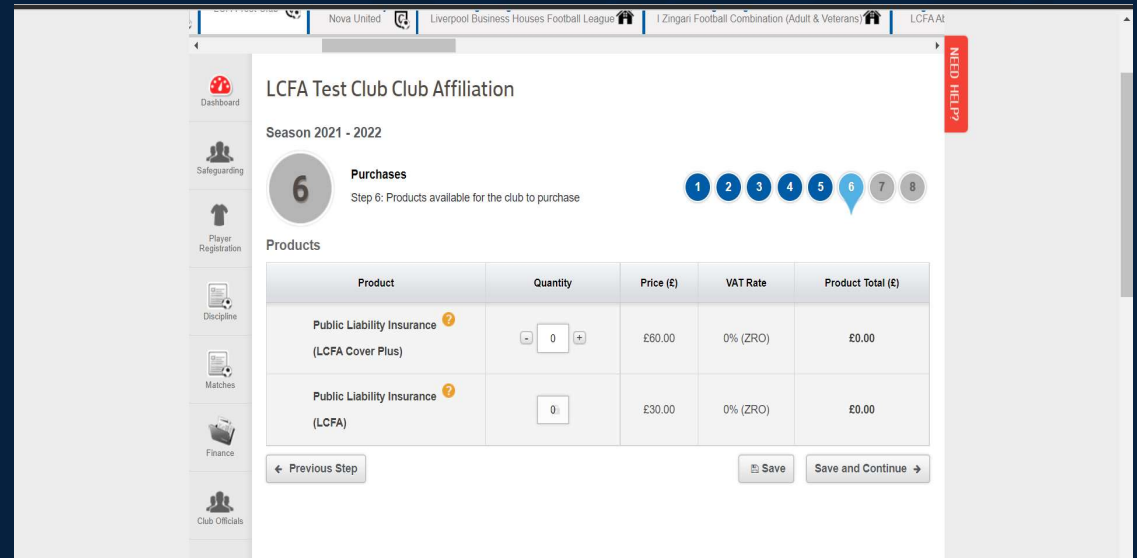 Nova United
Liverpool Business Houses Football League
I Zingari Football Combination (Adult & Veterans)
NEED HELP?
Dashboard
LCFA Test Club Club Affiliation
Season 2021 - 2022
Safeguarding
6
Purchases
Step 6: Products available for the club to purchase
1 2 3 4 5 6 7 8
Player
Registration
Products
Product Quantity Price (£) VAT Rate Product Total (£)
Discipline
Public Liability Insurance ?
(LCFA Cover Plus)
- 0 + £60.00 0% (ZRO) £0.00
Matches
Public Liability Insurance ?
(LCFA)
0 £30.00 0% (ZRO) £0.00
Finance
← Previous Step
Save
Save and Continue →
Club Officials